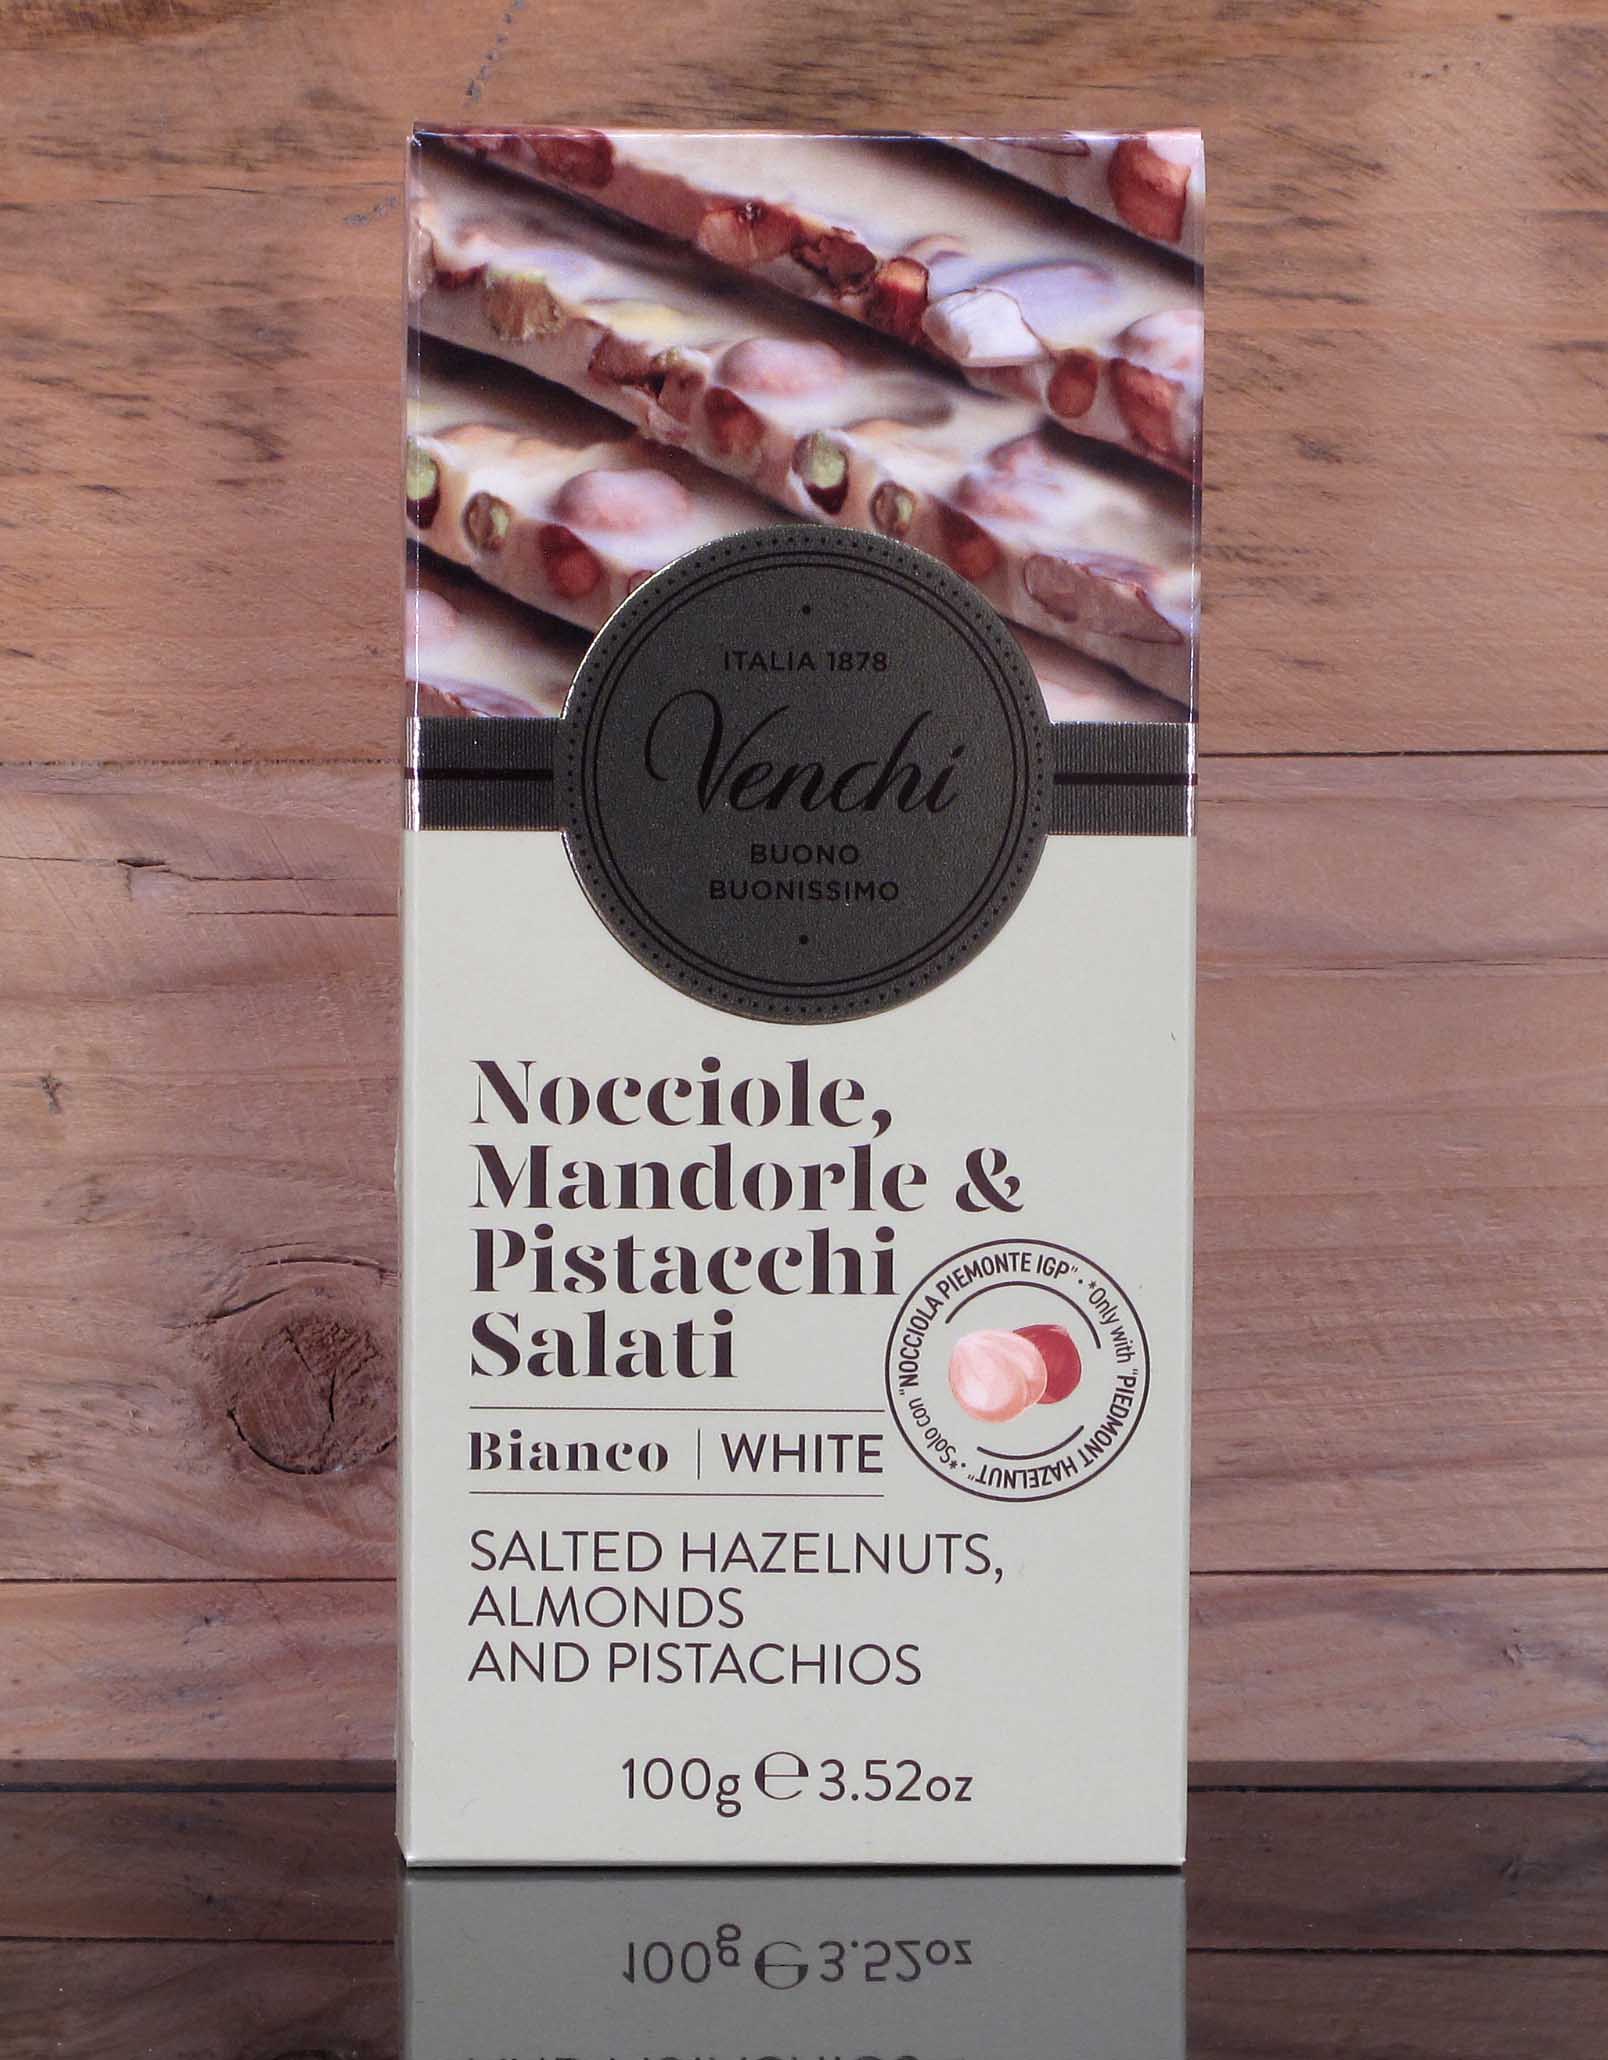 ITALIA 1878
Venchi
BUONO
BUONISSIMO
Nocciole,
Mandorle &
Pistacchi
Salati
*Solo con "NOCCIOLA PIEMONTE IGP" · *Only with "PIEDMONT HAZELNUT" ·
Bianco | WHITE
SALTED HAZELNUTS,
ALMONDS
AND PISTACHIOS
100g ℮ 3.52oz